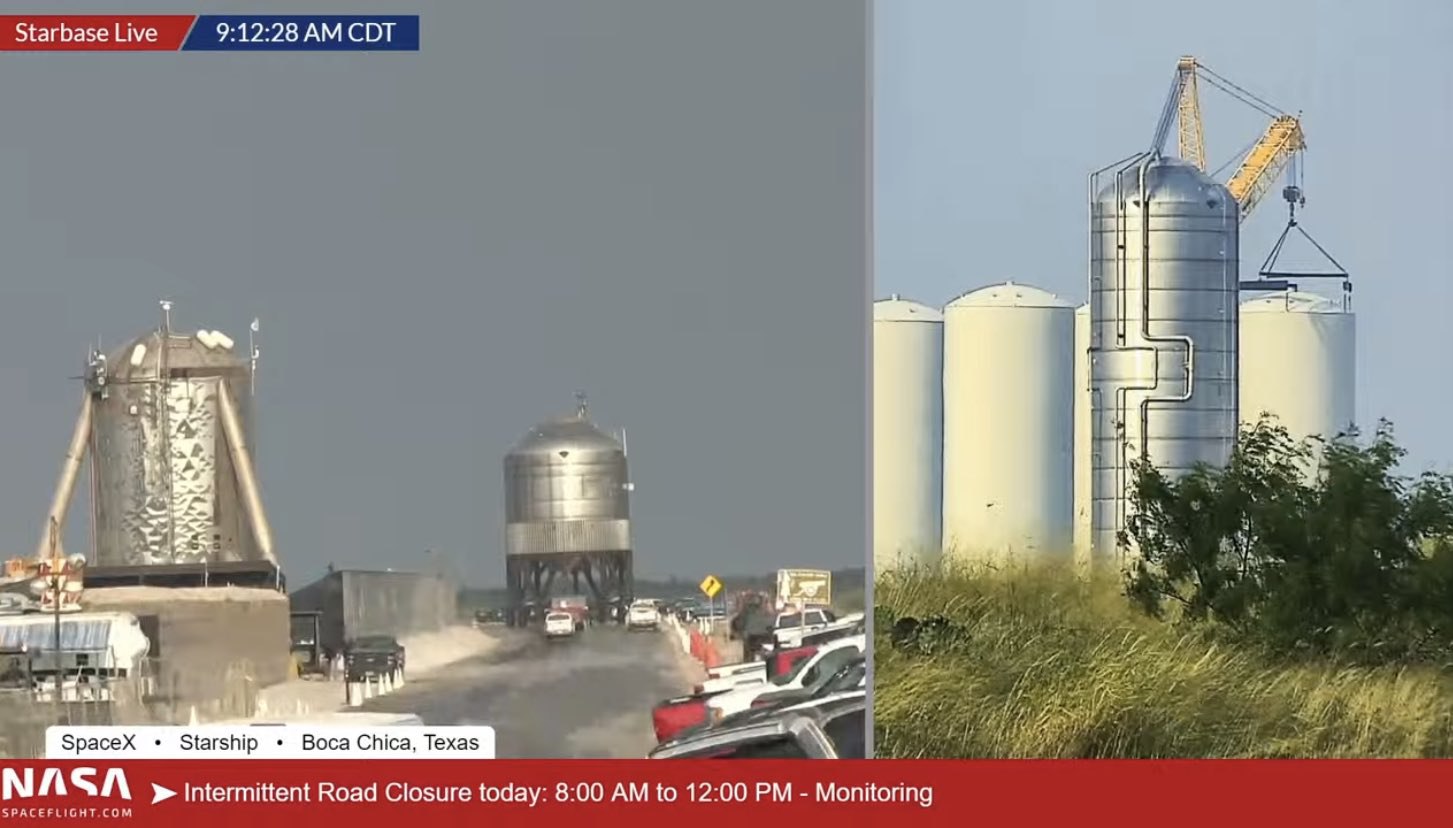 Starbase Live
9:12:28 AM CDT
SpaceX • Starship • Boca Chica, Texas
NASA
SPACEFLIGHT.COM
Intermittent Road Closure today: 8:00 AM to 12:00 PM - Monitoring